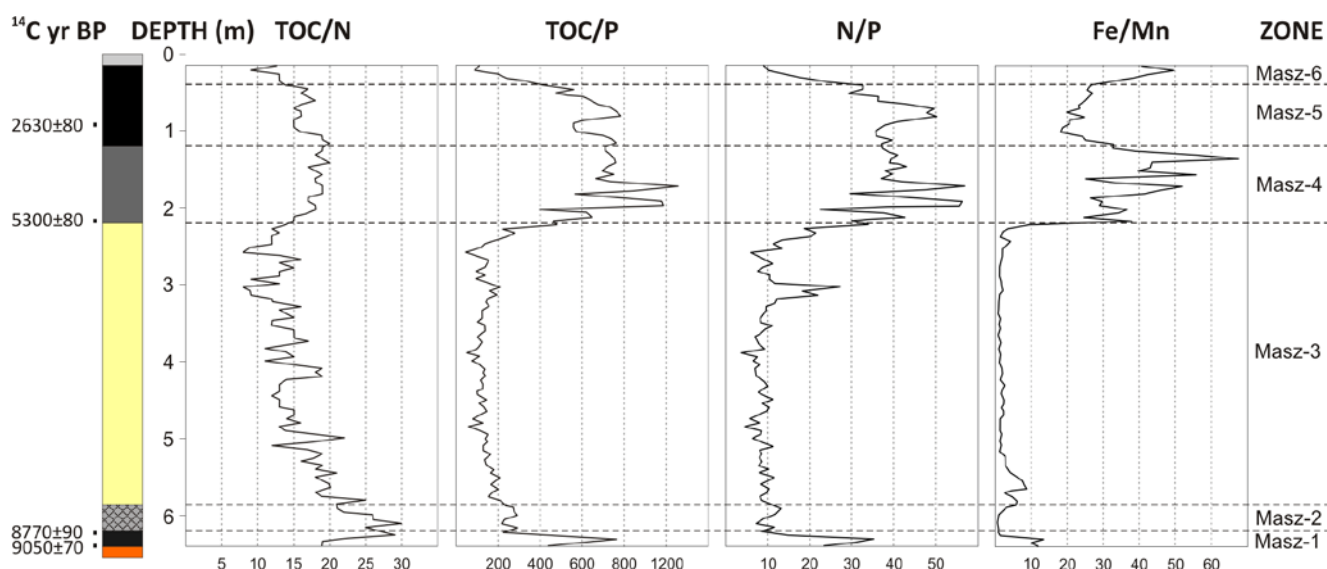 ¹⁴C yr BP DEPTH (m) TOC/N TOC/P N/P Fe/Mn ZONE
0
Masz-6
Masz-5
2630±80
1
Masz-4
2
5300±80
3
Masz-3
4
5
6
Masz-2
8770±90
9050±70
Masz-1
5 10 15 20 25 30 200 400 600 800 1200 10 20 30 40 50 10 20 30 40 50 60